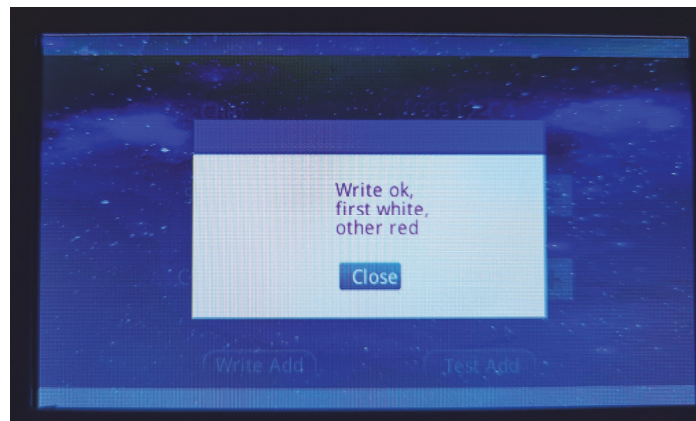 Write ok,
first white,
other red
Close
Write Add
Test Add